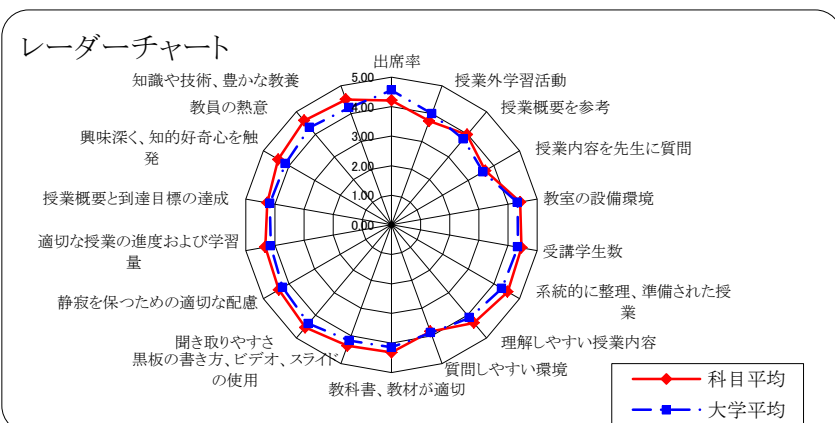 レーダーチャート
出席率
授業外学習活動
授業概要を参考
授業内容を先生に質問
教室の設備環境
受講学生数
系統的に整理、準備された授
業
理解しやすい授業内容
質問しやすい環境
教科書、教材が適切
黒板の書き方、ビデオ、スライド
の使用
聞き取りやすさ
静寂を保つための適切な配慮
適切な授業の進度および学習
量
授業概要と到達目標の達成
興味深く、知的好奇心を触
発
教員の熱意
知識や技術、豊かな教養
5.00
4.00
3.00
2.00
1.00
0.00
科目平均
大学平均